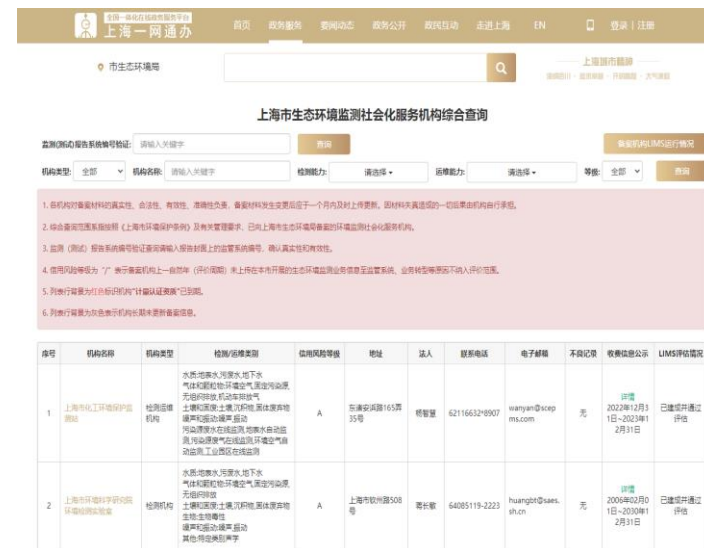 全国一体化在线政务服务平台
上海一网通办
首页 政务服务 要闻动态 政务公开 政民互动 走进上海 EN 登录 | 注册
市生态环境局
上海城市精神
上海市生态环境监测社会化服务机构综合查询
监测(测试)报告系统编号验证: 请输入关键字 查询 备案机构LIMS运行情况
机构类型: 全部 机构名称: 请输入关键字 检测能力: 请选择 运维能力: 请选择 等级: 全部 查询
1. 各机构对备案材料的真实性、合法性、有效性、准确性负责，备案材料发生变更后应于一个月内及时上传更新。因材料失真造成的一切后果由机构自行承担。
2. 综合查询范围系指按照《上海市环境保护条例》及有关管理要求，已向上海市生态环境局备案的环境监测社会化服务机构。
3. 监测（测试）报告系统编号验证查询请输入报告封面上的监管系统编号，确认真实性和有效性。
4. 信用风险等级为 "/" 表示备案机构上一自然年（评价周期）未上传在本市开展的生态环境监测业务信息至监管系统，业务转型等原因不纳入评价范围。
5. 列表行背景为红色标识机构"计量认证资质"已到期。
6. 列表行背景为灰色表示机构长期未更新备案信息。
序号 机构名称 机构类型 检测/运维类别 信用风险等级 地址 法人 联系电话 电子邮箱 不良记录 收费信息公示 LIMS评估情况
1 上海市化工环境保护监测站 检测运维机构
水质:地表水,污废水,地下水
气体和颗粒物:环境空气,固定污染源,
无组织排放,机动车排放气
土壤和固废:土壤,沉积物,固体废弃物
噪声和振动:噪声,振动
污染源废水在线监测,地表水自动监
测,污染源废气在线监测,环境空气自
动监测,工业园区在线监测
A 东塘安浜路165弄35号 杨智慧 62116632*8907 wanyan@scepms.com 无 详情 2022年12月31日~2023年12月31日 已建成并通过评估
2 上海市环境科学研究院环境检测实验室 检测机构
水质:地表水,污废水,地下水
气体和颗粒物:环境空气,固定污染源,
无组织排放
土壤和固废:土壤,沉积物,固体废弃物
生物:生物毒性
噪声和振动:噪声,振动
其他:特定类别声学
A 上海市钦州路508号 蒋长敏 64085119-2223 huangbt@saes.sh.cn 无 详情 2006年02月01日~2030年12月31日 已建成并通过评估